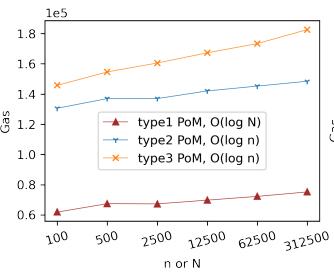 1e5
1.8
1.6
1.4
1.2
1.0
0.8
0.6
Gas
type1 PoM, O(log N)
type2 PoM, O(log n)
type3 PoM, O(log n)
100
500
2500
12500
62500
312500
n or N